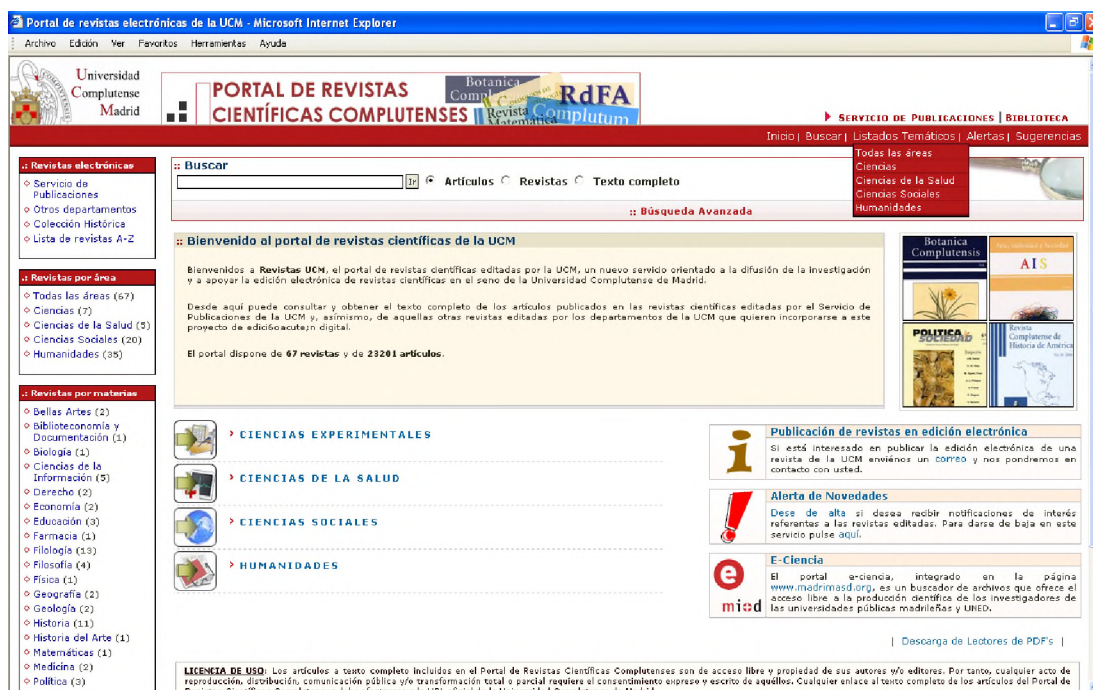 Portal de revistas electrónicas de la UCM - Microsoft Internet Explorer
Archivo Edición Ver Favoritos Herramientas Ayuda
Universidad
Complutense
Madrid
PORTAL DE REVISTAS
CIENTÍFICAS COMPLUTENSES
Botanica
Revista
Matemática
Complutum
RdFA
SERVICIO DE PUBLICACIONES | BIBLIOTECA
Inicio | Buscar | Listados Temáticos | Alertas | Sugerencias
Todas las áreas
Ciencias
Ciencias de la Salud
Ciencias Sociales
Humanidades
.: Revistas electrónicas
Servicio de
Publicaciones
Otros departamentos
Colección Histórica
Lista de revistas A-Z
.: Revistas por área
Todas las áreas (67)
Ciencias (7)
Ciencias de la Salud (5)
Ciencias Sociales (20)
Humanidades (35)
.: Revistas por materias
Bellas Artes (2)
Biblioteconomía y
Documentación (1)
Biología (1)
Ciencias de la
Información (5)
Derecho (2)
Economía (2)
Educación (3)
Farmacia (1)
Filología (13)
Filosofía (4)
Física (1)
Geografía (2)
Geología (2)
Historia (11)
Historia del Arte (1)
Matemáticas (1)
Medicina (2)
Política (3)
:: Buscar
Ir Artículos Revistas Texto completo
:: Búsqueda Avanzada
:: Bienvenido al portal de revistas científicas de la UCM
Bienvenidos a Revistas UCM, el portal de revistas científicas editadas por la UCM, un nuevo servicio orientado a la difusión de la investigación
y a apoyar la edición electrónica de revistas científicas en el seno de la Universidad Complutense de Madrid.
Desde aquí puede consultar y obtener el texto completo de los artículos publicados en las revistas científicas editadas por el Servicio de
Publicaciones de la UCM y, asímismo, de aquellas otras revistas editadas por los departamentos de la UCM que quieren incorporarse a este
proyecto de edici6oacute;n digital.
El portal dispone de 67 revistas y de 23201 artículos.
Botanica
Complutensis
AIS
POLITICA
SOCIEDAD
Revista
Complutense de
Historia de América
CIENCIAS EXPERIMENTALES
CIENCIAS DE LA SALUD
CIENCIAS SOCIALES
HUMANIDADES
Publicación de revistas en edición electrónica
Si está interesado en publicar la edición electrónica de una
revista de la UCM envíénos un correo y nos pondremos en
contacto con usted.
Alerta de Novedades
Dese de alta si desea recibir notificaciones de interés
referentes a las revistas editadas. Para darse de baja en este
servicio pulse aquí.
E-Ciencia
El portal e-ciencia, integrado en la página
www.madrimasd.org, es un buscador de archivos que ofrece el
acceso libre a la producción científica de los investigadores de
las universidades públicas madrileñas y UNED.
| Descarga de Lectores de PDF's |
LICENCIA DE USO: Los artículos a texto completo incluidos en el Portal de Revistas Científicas Complutenses son de acceso libre y propiedad de sus autores y/o editores. Por tanto, cualquier acto de
reproducción, distribución, comunicación pública y/o transformación total o parcial requiere el consentimiento expreso y escrito de aquéllos. Cualquier enlace al texto completo de los artículos del Portal de